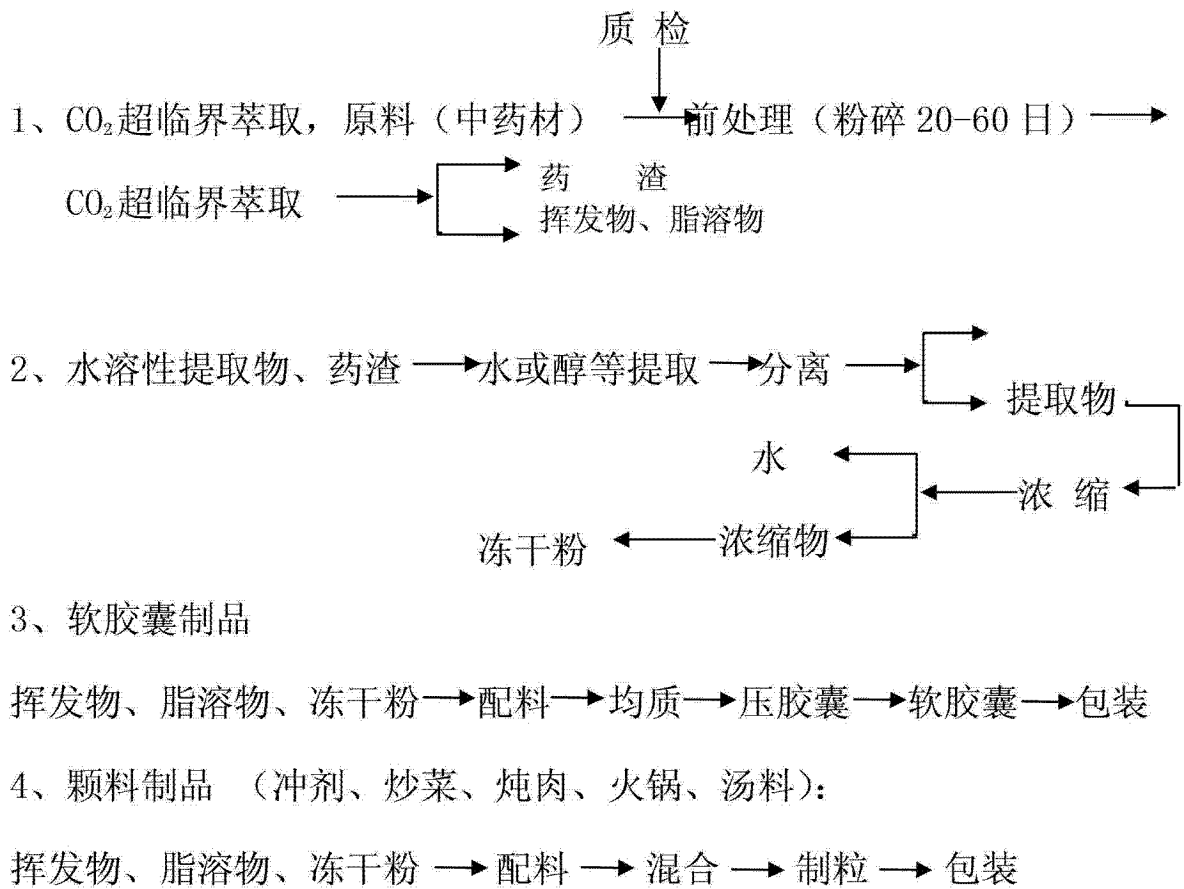 质 检
1、CO₂超临界萃取，原料（中药材） 前处理（粉碎20-60日）
CO₂超临界萃取
药 渣
挥发物、脂溶物
2、水溶性提取物、药渣 水或醇等提取 分离
提取物
水
浓 缩
冻干粉 浓缩物
3、软胶囊制品
挥发物、脂溶物、冻干粉 配料 均质 压胶囊 软胶囊 包装
4、颗料制品 （冲剂、炒菜、炖肉、火锅、汤料）：
挥发物、脂溶物、冻干粉 配料 混合 制粒 包装